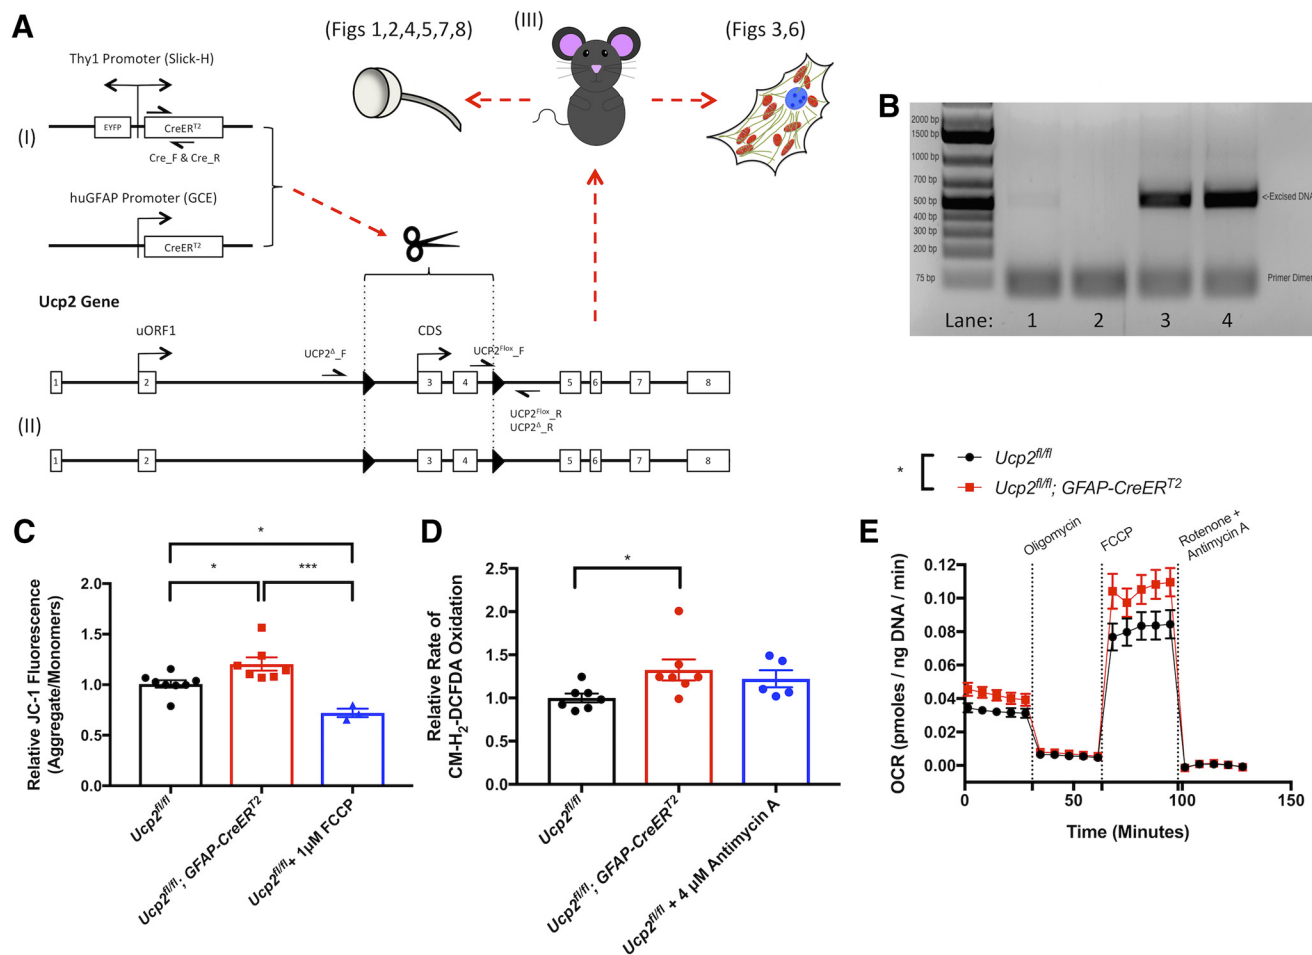 A
(Figs 1,2,4,5,7,8)
(III)
(Figs 3,6)
Thy1 Promoter (Slick-H)
(I)
EYFP
CreER^T2
Cre_F & Cre_R
huGFAP Promoter (GCE)
CreER^T2
Ucp2 Gene
uORF1
CDS
UCP2^Δ_F
UCP2^Flox_F
1 2 3 4 5 6 7 8
UCP2^Flox_R
UCP2^Δ_R
(II)
1 2 3 4 5 6 7 8
B
2000 bp
1500 bp
1000 bp
700 bp
500 bp
400 bp
300 bp
200 bp
75 bp
<-Excised DNA
Primer Dimer
Lane: 1 2 3 4
C
Relative JC-1 Fluorescence
(Aggregate/Monomers)
2.0
1.5
1.0
0.5
0.0
*
*
***
Ucp2^fl/fl
Ucp2^fl/fl; GFAP-CreER^T2
Ucp2^fl/fl + 1µM FCCP
D
Relative Rate of
CM-H2-DCFDA Oxidation
2.5
2.0
1.5
1.0
0.5
0.0
*
Ucp2^fl/fl
Ucp2^fl/fl; GFAP-CreER^T2
Ucp2^fl/fl + 4 µM Antimycin A
*
Ucp2^fl/fl
Ucp2^fl/fl; GFAP-CreER^T2
E
Oligomycin
FCCP
Rotenone +
Antimycin A
OCR (pmoles / ng DNA / min)
0.12
0.10
0.08
0.06
0.04
0.02
0.00
0 50 100 150
Time (Minutes)